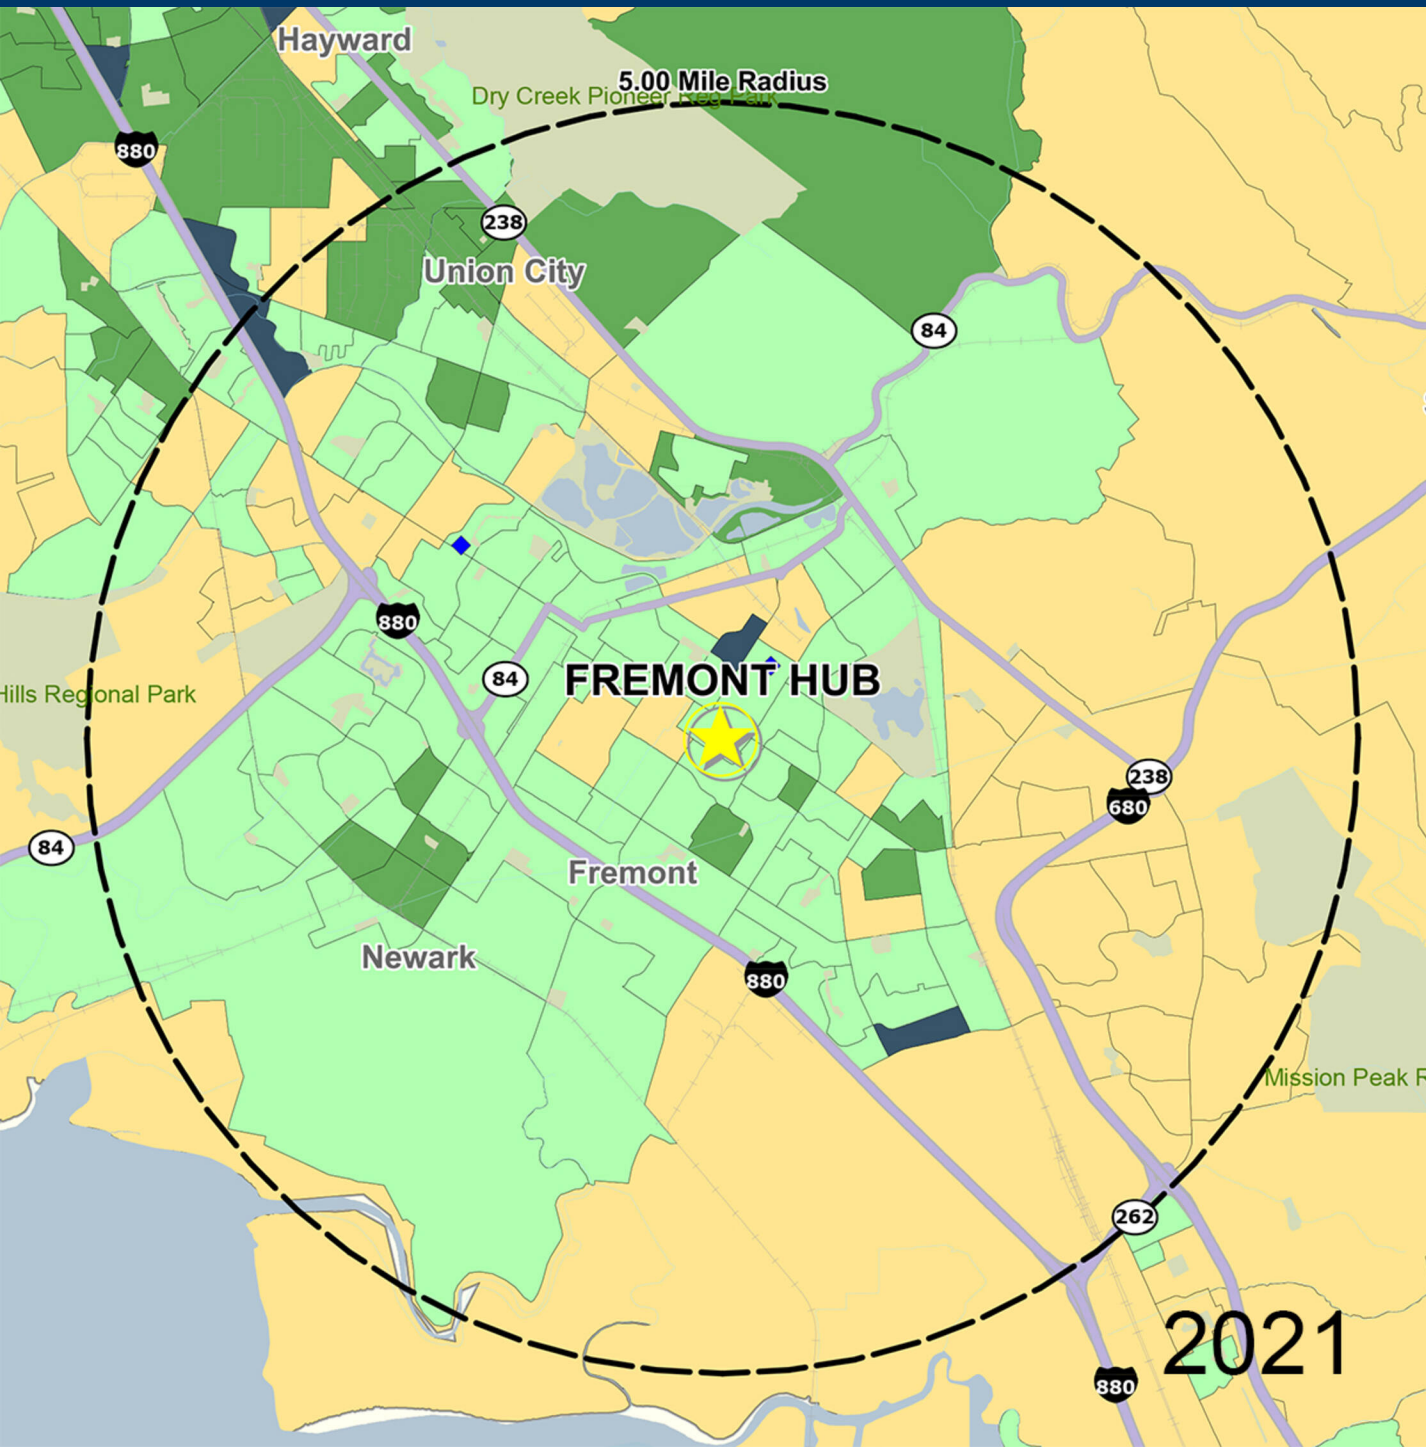 Hayward
5.00 Mile Radius
Dry Creek Pioneer Reg Park
880
238
Union City
84
880
84
FREMONT HUB
Hills Regional Park
238
680
84
Fremont
Newark
880
Mission Peak R
262
2021
880